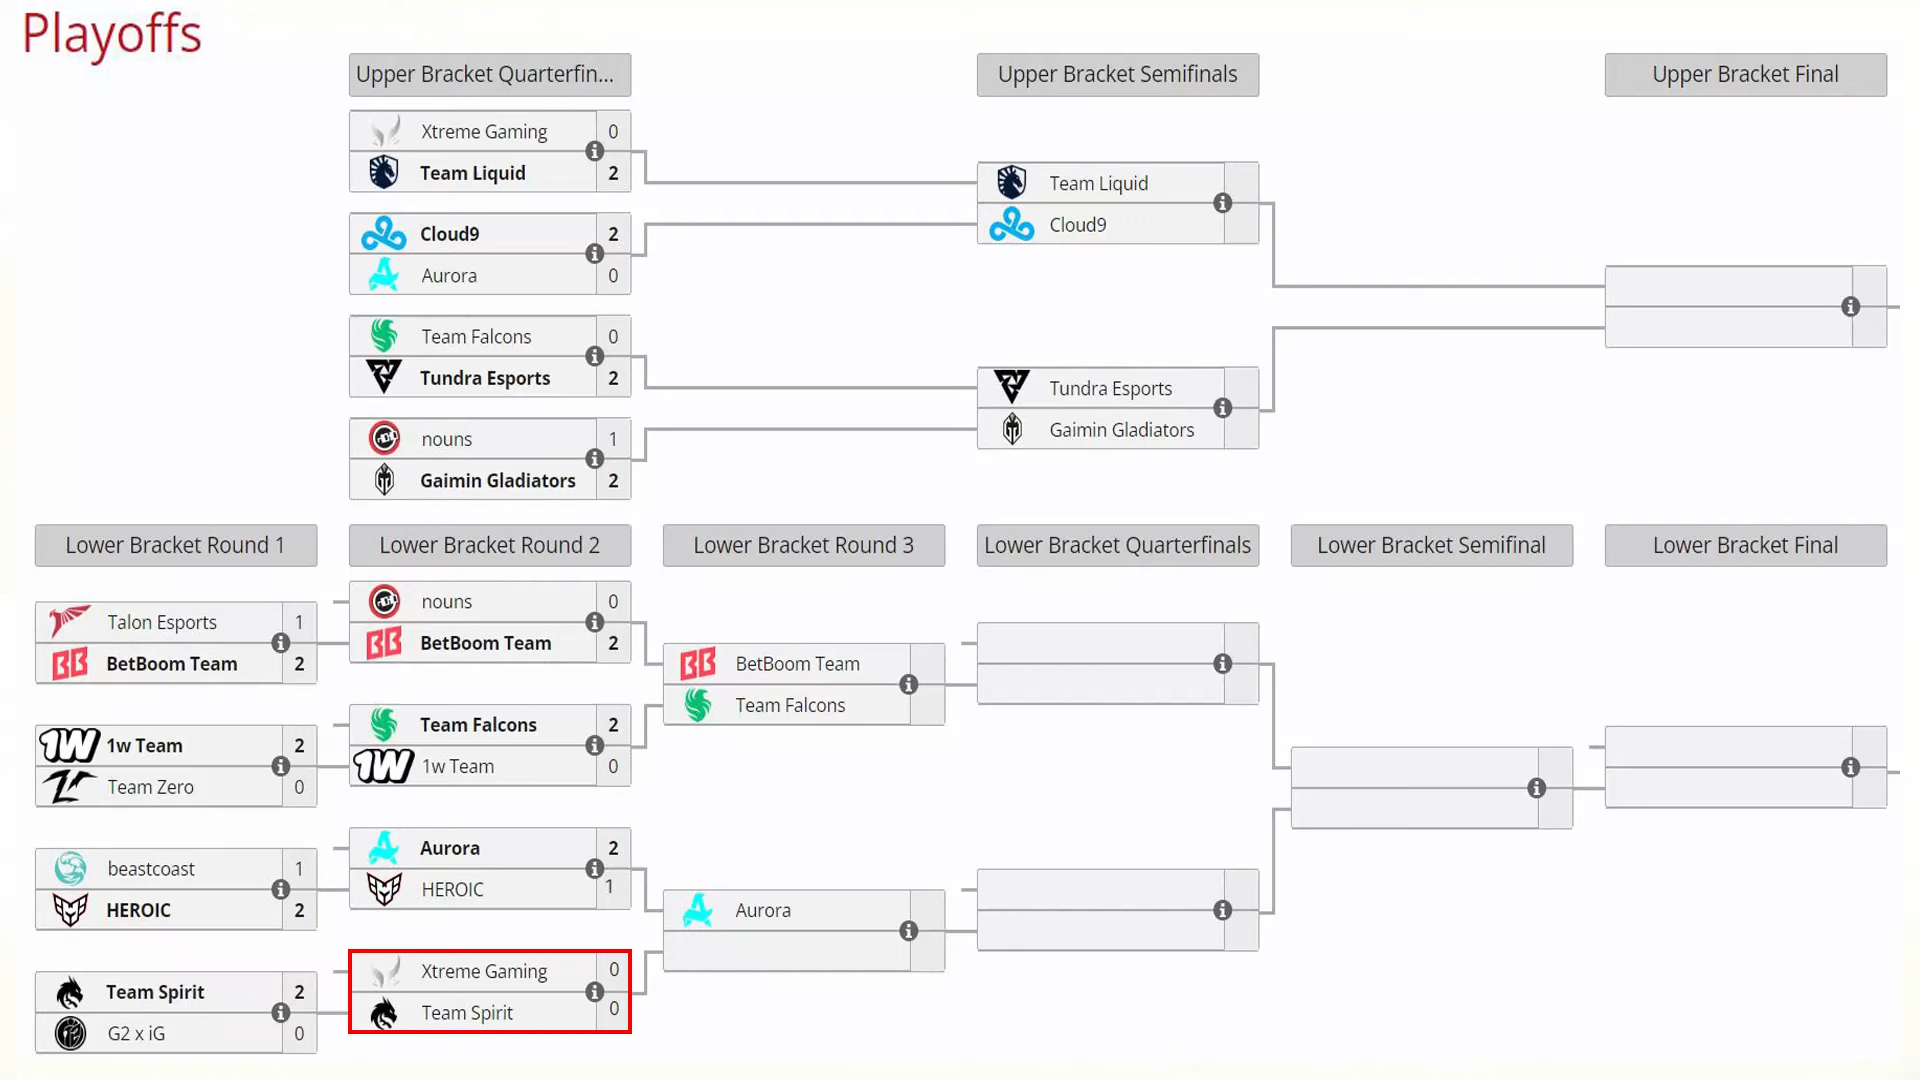 Playoffs
Upper Bracket Quarterfin...
Upper Bracket Semifinals
Upper Bracket Final
Xtreme Gaming 0
Team Liquid 2
Cloud9 2
Aurora 0
Team Falcons 0
Tundra Esports 2
nouns 1
Gaimin Gladiators 2
Team Liquid
Cloud9
Tundra Esports
Gaimin Gladiators
Lower Bracket Round 1
Lower Bracket Round 2
Lower Bracket Round 3
Lower Bracket Quarterfinals
Lower Bracket Semifinal
Lower Bracket Final
Talon Esports 1
BetBoom Team 2
1W 1w Team 2
Team Zero 0
beastcoast 1
HEROIC 2
Team Spirit 2
G2 x iG 0
nouns 0
BB BetBoom Team 2
Team Falcons 2
1W 1w Team 0
Aurora 2
HEROIC 1
Xtreme Gaming 0
Team Spirit 0
BB BetBoom Team
Team Falcons
Aurora